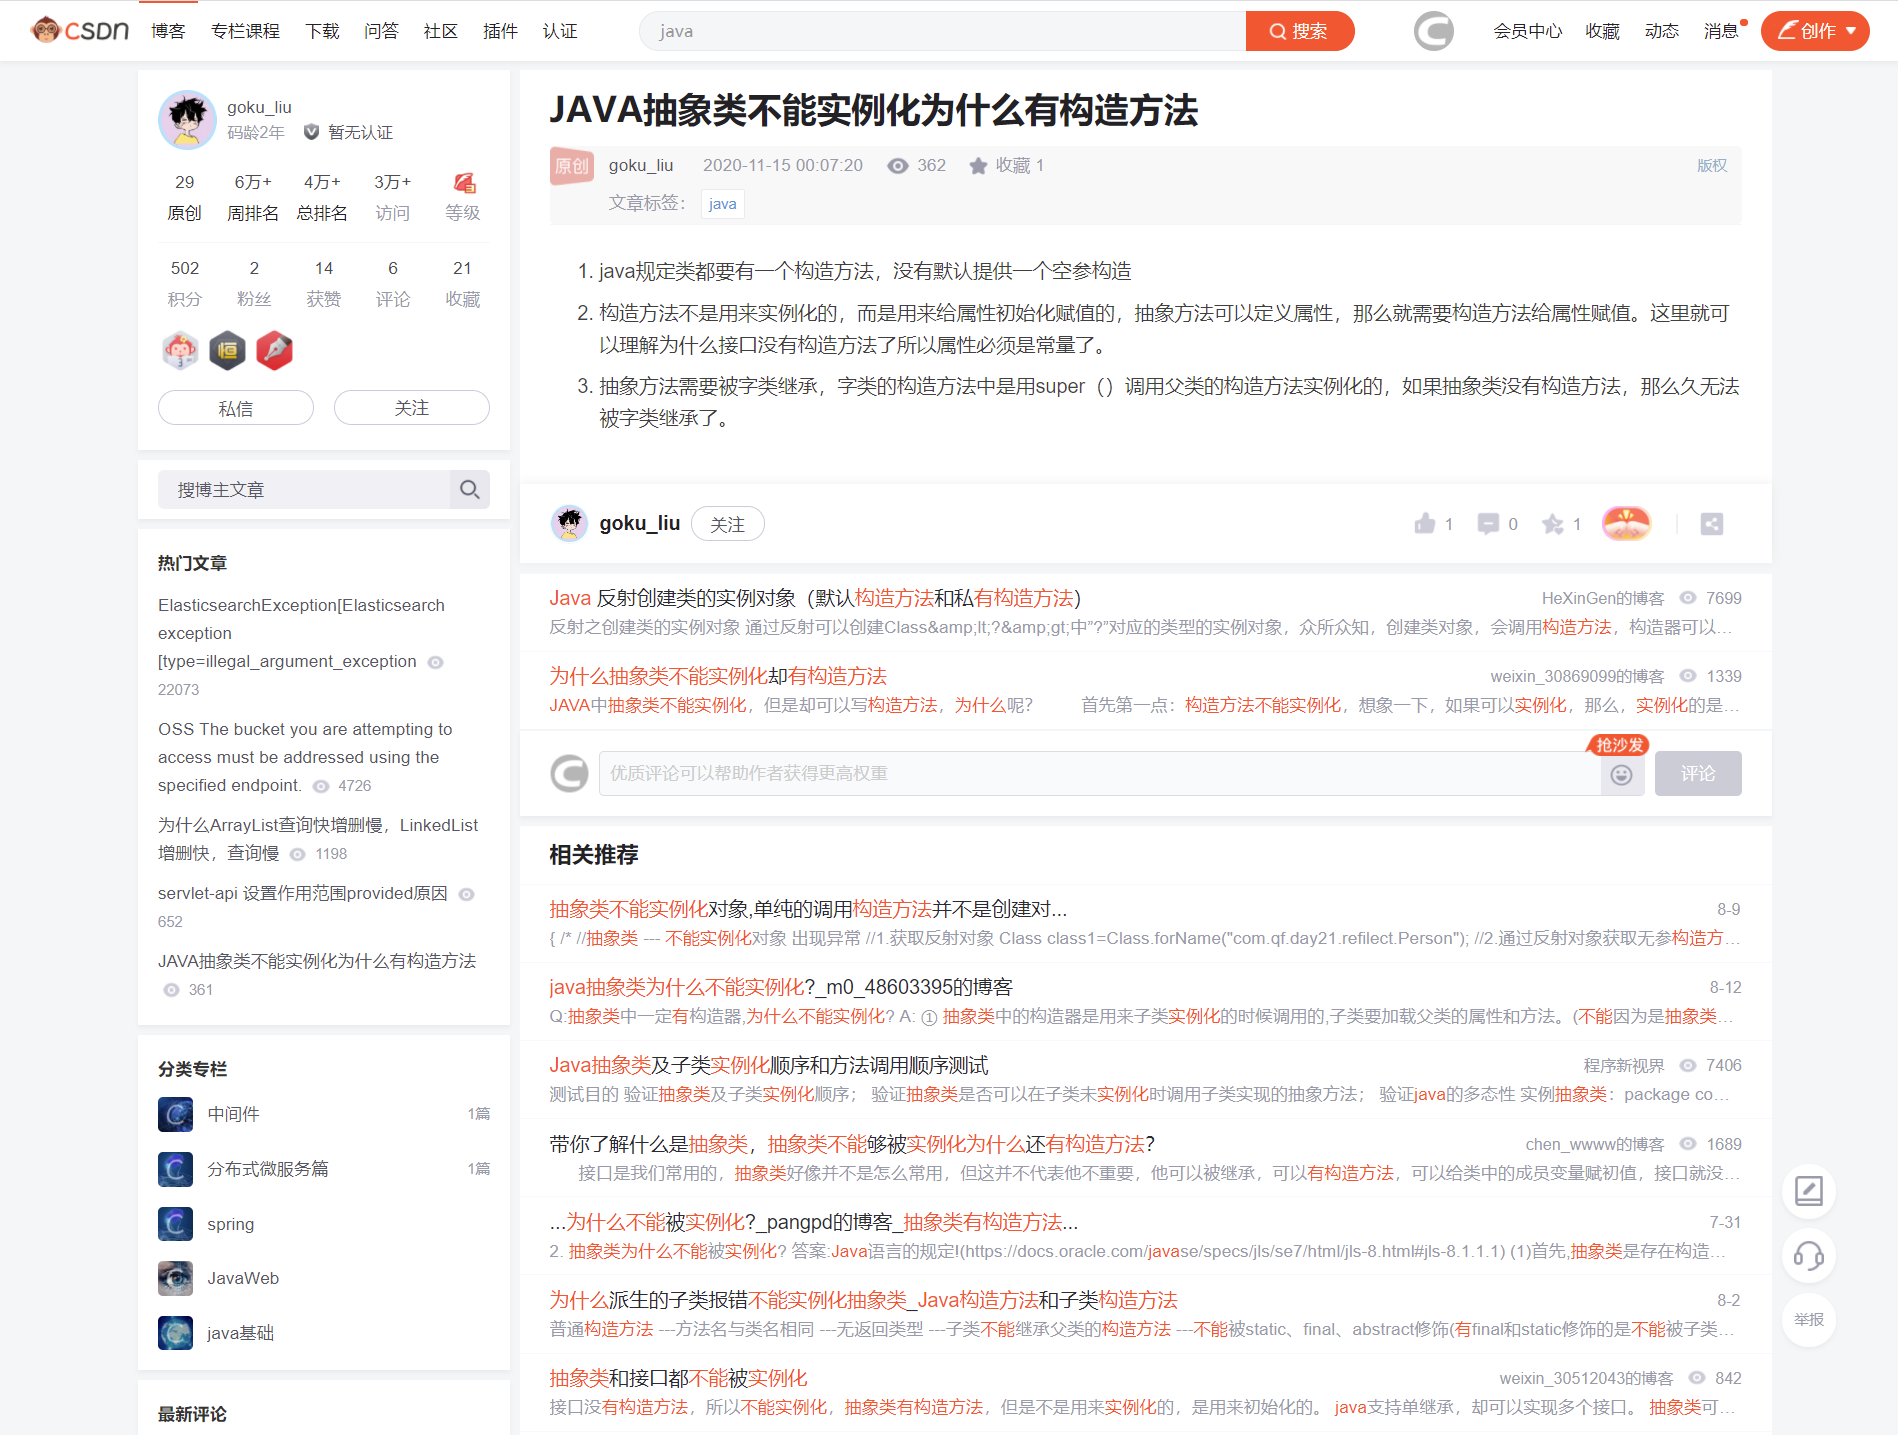 CSDN 博客 专栏课程 下载 问答 社区 插件 认证 java 搜索 会员中心 收藏 动态 消息 创作
goku_liu
码龄2年 暂无认证
29 6万+ 4万+ 3万+
原创 周排名 总排名 访问 等级
502 2 14 6 21
积分 粉丝 获赞 评论 收藏
私信 关注
搜博主文章
热门文章
ElasticsearchException[Elasticsearch
exception
[type=illegal_argument_exception
22073
OSS The bucket you are attempting to
access must be addressed using the
specified endpoint. 4726
为什么ArrayList查询快增删慢，LinkedList
增删快，查询慢 1198
servlet-api 设置作用范围provided原因
652
JAVA抽象类不能实例化为什么有构造方法
361
分类专栏
中间件 1篇
分布式微服务篇 1篇
spring
JavaWeb
java基础
最新评论
JAVA抽象类不能实例化为什么有构造方法
原创 goku_liu 2020-11-15 00:07:20 362 收藏 1 版权
文章标签： java
1. java规定类都要有一个构造方法，没有默认提供一个空参构造
2. 构造方法不是用来实例化的，而是用来给属性初始化赋值的，抽象方法可以定义属性，那么就需要构造方法给属性赋值。这里就可
以理解为什么接口没有构造方法了所以属性必须是常量了。
3. 抽象方法需要被字类继承，字类的构造方法中是用super（）调用父类的构造方法实例化的，如果抽象类没有构造方法，那么久无法
被字类继承了。
goku_liu 关注 1 0 1
Java 反射创建类的实例对象（默认构造方法和私有构造方法） HeXinGen的博客 7699
反射之创建类的实例对象 通过反射可以创建Class&amp;lt;?&amp;gt;中”?”对应的类型的实例对象，众所众知，创建类对象，会调用构造方法，构造器可以...
为什么抽象类不能实例化却有构造方法 weixin_30869099的博客 1339
JAVA中抽象类不能实例化，但是却可以写构造方法，为什么呢？ 首先第一点：构造方法不能实例化，想象一下，如果可以实例化，那么，实例化的是...
抢沙发
优质评论可以帮助作者获得更高权重 评论
相关推荐
抽象类不能实例化对象,单纯的调用构造方法并不是创建对... 8-9
{ /* //抽象类 --- 不能实例化对象 出现异常 //1.获取反射对象 Class class1=Class.forName("com.qf.day21.refilect.Person"); //2.通过反射对象获取无参构造方...
java抽象类为什么不能实例化?_m0_48603395的博客 8-12
Q:抽象类中一定有构造器,为什么不能实例化? A: ① 抽象类中的构造器是用来子类实例化的时候调用的,子类要加载父类的属性和方法。(不能因为是抽象类...
Java抽象类及子类实例化顺序和方法调用顺序测试 程序新视界 7406
测试目的 验证抽象类及子类实例化顺序； 验证抽象类是否可以在子类未实例化时调用子类实现的抽象方法； 验证java的多态性 实例抽象类：package co...
带你了解什么是抽象类，抽象类不能够被实例化为什么还有构造方法？ chen_wwww的博客 1689
接口是我们常用的，抽象类好像并不是怎么常用，但这并不代表他不重要，他可以被继承，可以有构造方法，可以给类中的成员变量赋初值，接口就没...
...为什么不能被实例化?_pangpd的博客_抽象类有构造方法... 7-31
2. 抽象类为什么不能被实例化? 答案:Java语言的规定!(https://docs.oracle.com/javase/specs/jls/se7/html/jls-8.html#jls-8.1.1.1) (1)首先,抽象类是存在构造...
为什么派生的子类报错不能实例化抽象类_Java构造方法和子类构造方法 8-2
普通构造方法 ---方法名与类名相同 ---无返回类型 ---子类不能继承父类的构造方法 ---不能被static、final、abstract修饰(有final和static修饰的是不能被子类...
抽象类和接口都不能被实例化 weixin_30512043的博客 842
接口没有构造方法，所以不能实例化，抽象类有构造方法，但是不是用来实例化的，是用来初始化的。 java支持单继承，却可以实现多个接口。 抽象类可...
举报